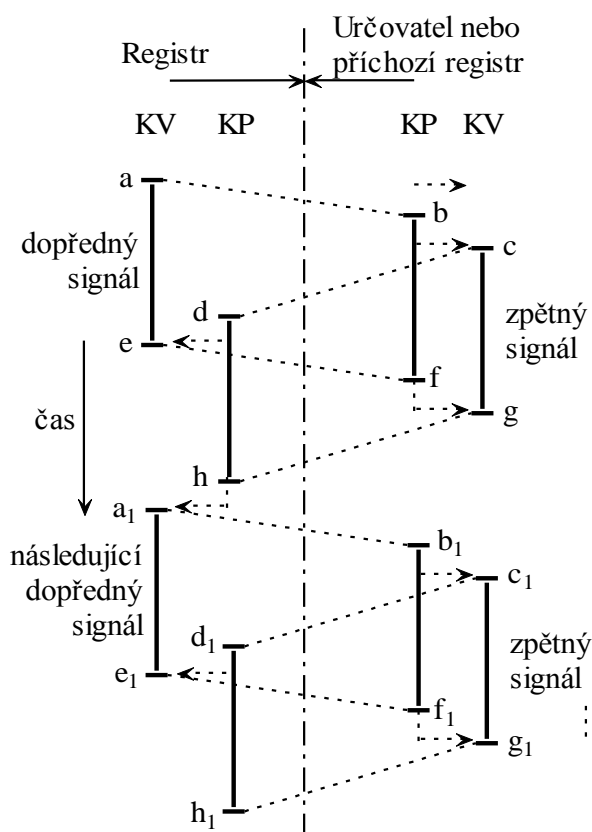 Registr
Určovatel nebo
příchozí registr
KV KP KP KV
a
b
dopředný
signál
c
d
zpětný
signál
e
f
čas
g
h
a1
b1
následující
dopředný
signál
c1
d1
zpětný
signál
e1
f1
g1
h1